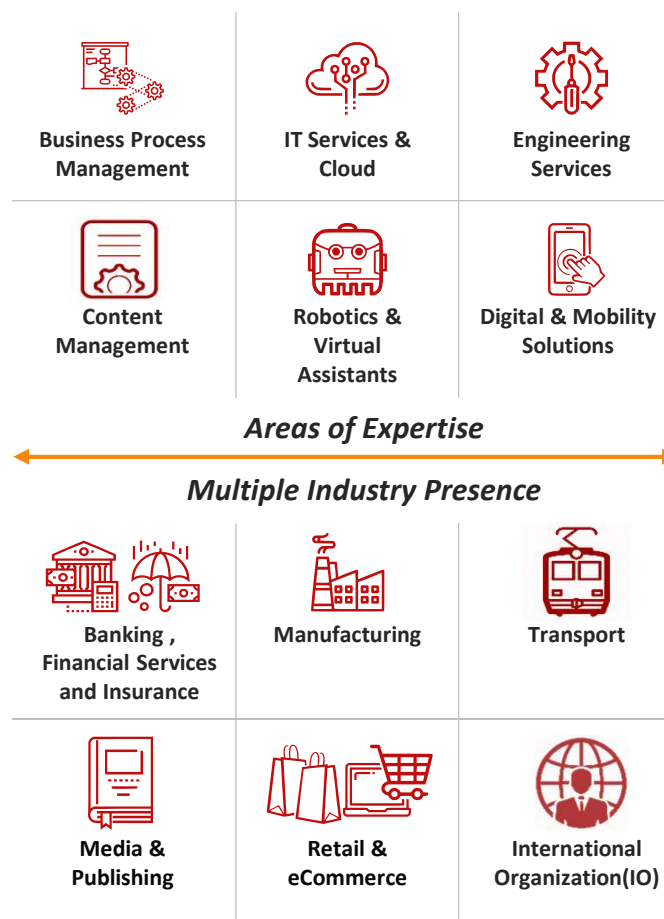 Business Process
Management
IT Services &
Cloud
Engineering
Services
Content
Management
Robotics &
Virtual
Assistants
Digital & Mobility
Solutions
Areas of Expertise
Multiple Industry Presence
Banking ,
Financial Services
and Insurance
Manufacturing
Transport
Media &
Publishing
Retail &
eCommerce
International
Organization(IO)